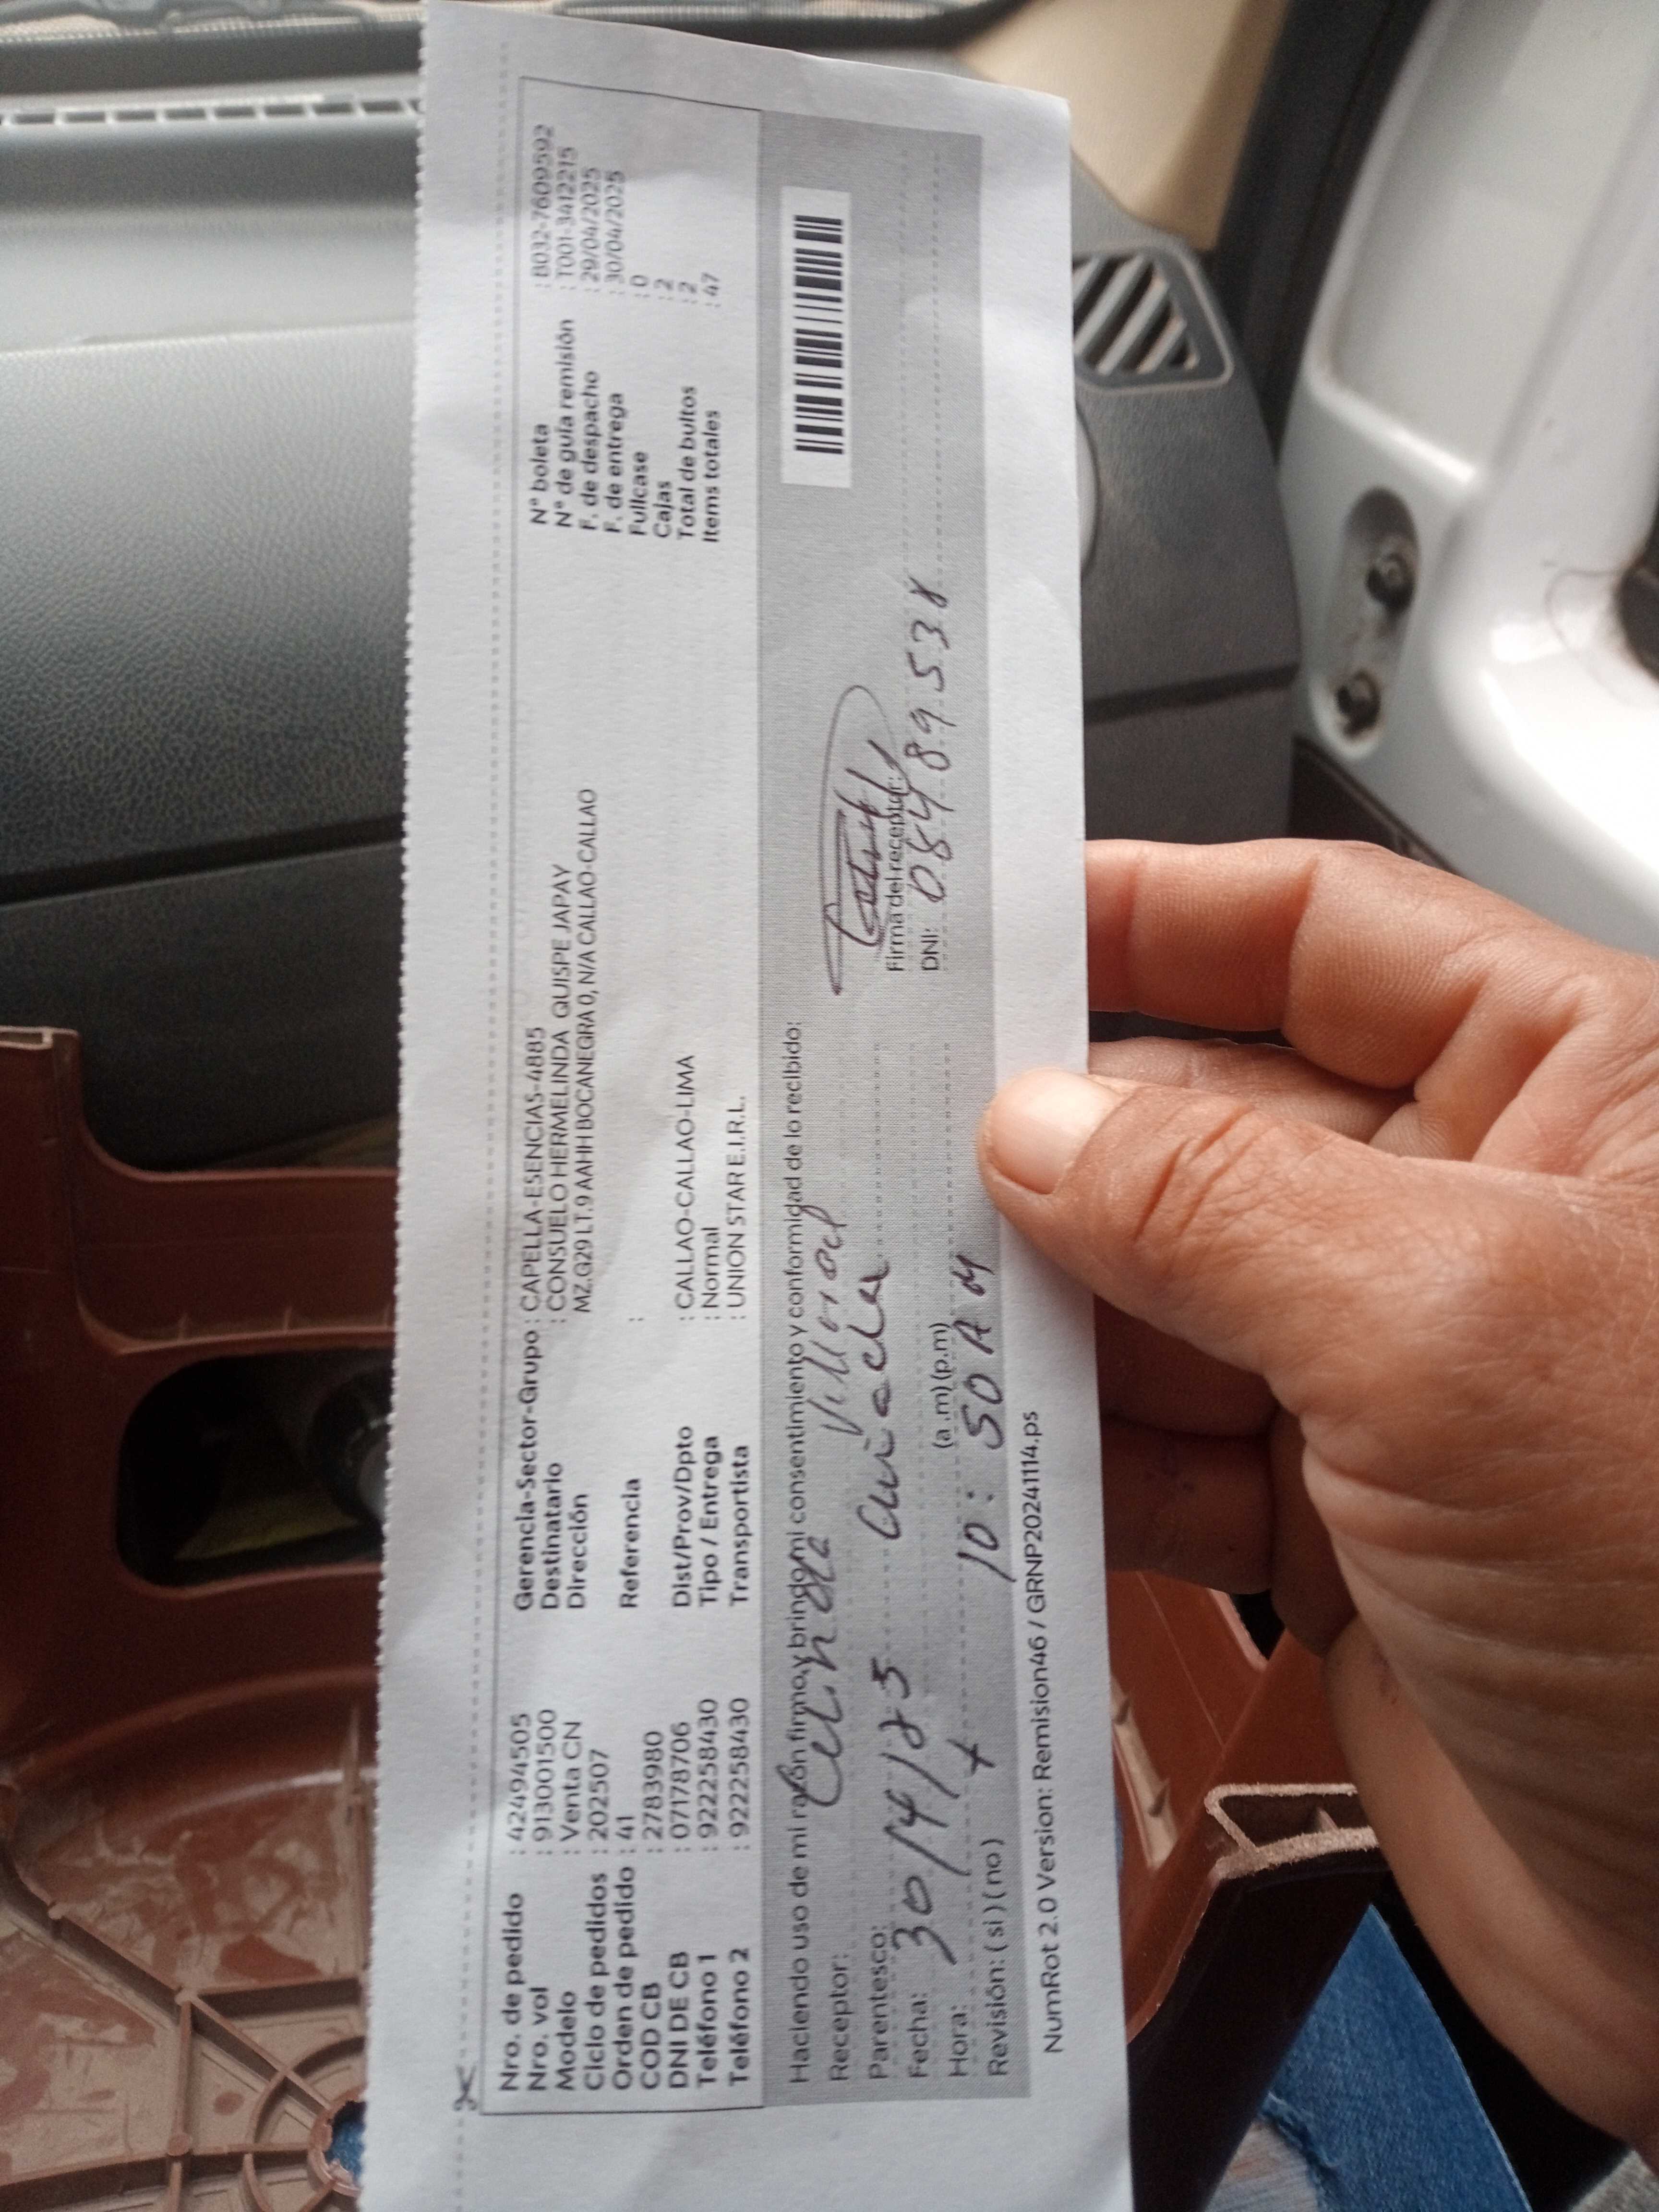 Nro. de pedido : 42494505
Nro. vol : 913001500
Modelo : Venta CN
Ciclo de pedidos : 202507
Orden de pedido : 41
COD CB : 2783980
DNI DE CB : 07178706
Teléfono 1 : 922258430
Teléfono 2 : 922258430
Gerencia-Sector-Grupo : CAPELLA-ESENCIAS-4885
Destinatario : CONSUELO HERMELINDA QUISPE JAPAY
Dirección MZ.G29 LT.9 AAHH BOCANEGRA 0, N/A CALLAO-CALLAO
Referencia :
Dist/Prov/Dpto : CALLAO-CALLAO-LIMA
Tipo / Entrega : Normal
Transportista : UNION STAR E.I.R.L.
N° boleta : B032-7609592
N° de guía remisión : T001-3412215
F. de despacho : 29/04/2025
F. de entrega : 30/04/2025
Fullcase : 0
Cajas : 2
Total de bultos : 2
Items totales : 47
Haciendo uso de mi razón firmo y brindo mi consentimiento y conformidad de lo recibido:
Receptor:
Parentesco:
Fecha: 30/4/25
Hora: (a .m) (p.m) 10:50 AM
Revisión: ( si ) ( no )
Firma del receptor:
DNI: 08489538
NumRot 2.0 Version: Remision46 / GRNP20241114.ps